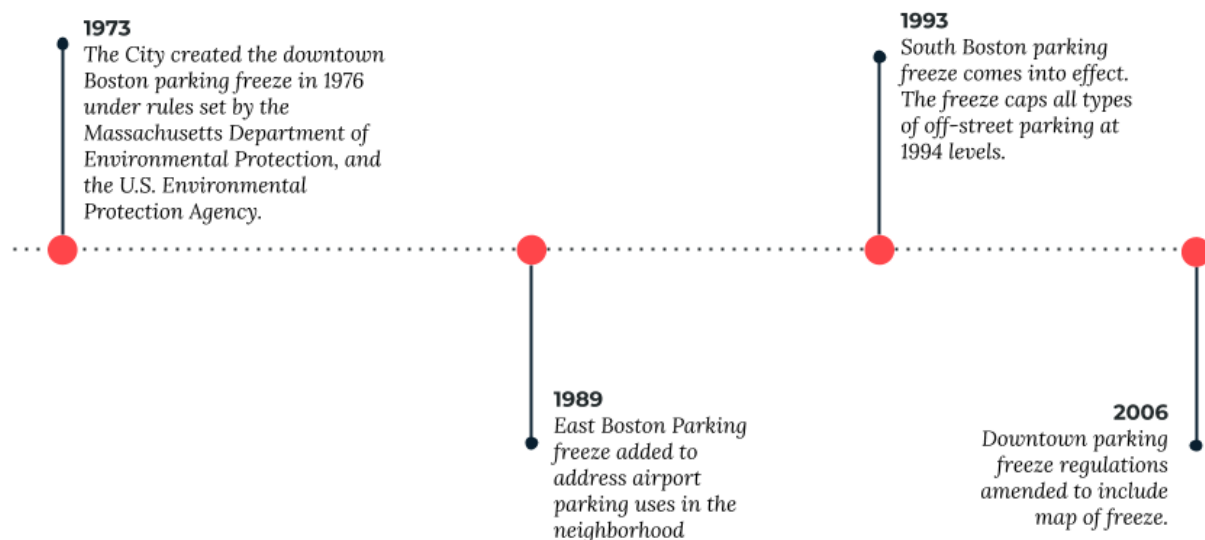 1973
The City created the downtown
Boston parking freeze in 1976
under rules set by the
Massachusetts Department of
Environmental Protection, and
the U.S. Environmental
Protection Agency.
1989
East Boston Parking
freeze added to
address airport
parking uses in the
neighborhood
1993
South Boston parking
freeze comes into effect.
The freeze caps all types
of off-street parking at
1994 levels.
2006
Downtown parking
freeze regulations
amended to include
map of freeze.